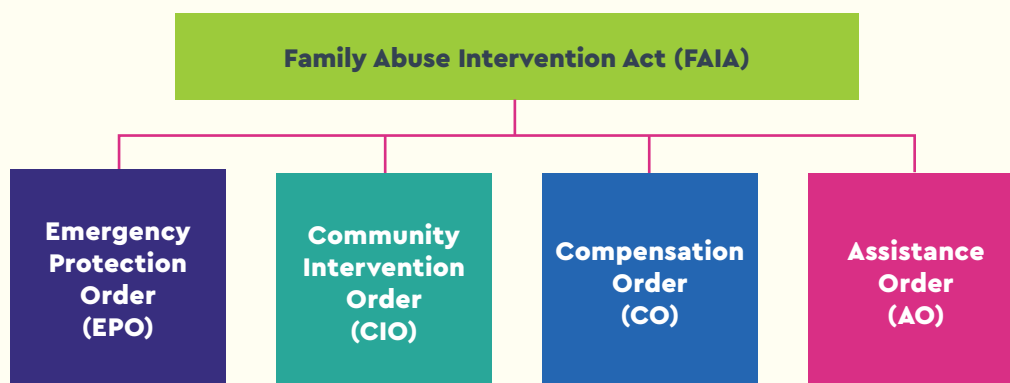 Family Abuse Intervention Act (FAIA)
Emergency
Protection
Order
(EPO)
Community
Intervention
Order
(CIO)
Compensation
Order
(CO)
Assistance
Order
(AO)